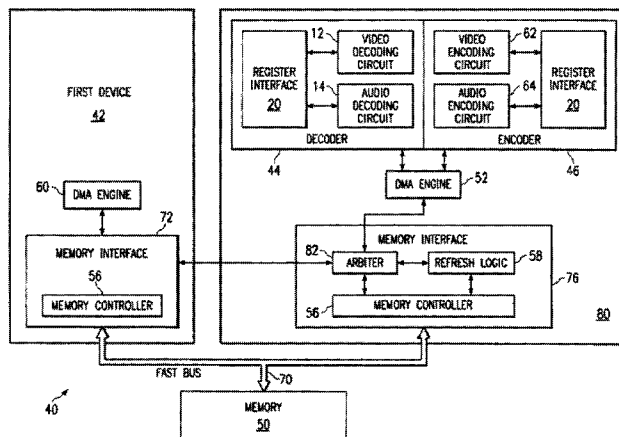 FIRST DEVICE
42
60
DMA ENGINE
72
MEMORY INTERFACE
56
MEMORY CONTROLLER
REGISTER
INTERFACE
20
12
VIDEO
DECODING
CIRCUIT
14
AUDIO
DECODING
CIRCUIT
DECODER
44
VIDEO
ENCODING
CIRCUIT
62
AUDIO
ENCODING
CIRCUIT
64
REGISTER
INTERFACE
20
ENCODER
46
DMA ENGINE
52
MEMORY INTERFACE
82
ARBITER
REFRESH LOGIC
58
56
MEMORY CONTROLLER
76
80
FAST BUS
70
40
MEMORY
50